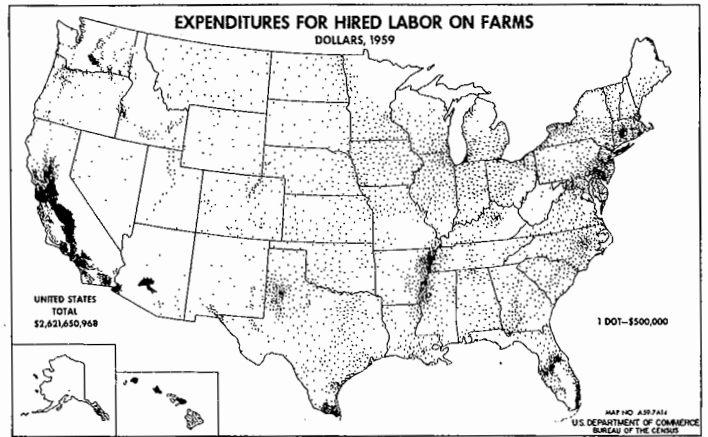 EXPENDITURES FOR HIRED LABOR ON FARMS
DOLLARS, 1959
UNITED STATES
TOTAL
$2,621,650,968
1 DOT—$500,000
MAP NO. A59-7A14
U.S. DEPARTMENT OF COMMERCE
BUREAU OF THE CENSUS